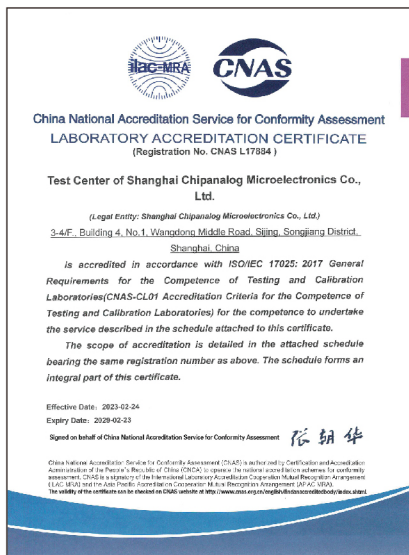 ilac-MRA
CNAS
China National Accreditation Service for Conformity Assessment
LABORATORY ACCREDITATION CERTIFICATE
(Registration No. CNAS L17884 )
Test Center of Shanghai Chipanalog Microelectronics Co.,
Ltd.
(Legal Entity: Shanghai Chipanalog Microelectronics Co., Ltd.)
3-4/F., Building 4, No.1, Wangdong Middle Road, Sijing, Songjiang District,
Shanghai, China
is accredited in accordance with ISO/IEC 17025: 2017 General
Requirements for the Competence of Testing and Calibration
Laboratories(CNAS-CL01 Accreditation Criteria for the Competence of
Testing and Calibration Laboratories) for the competence to undertake
the service described in the schedule attached to this certificate.
The scope of accreditation is detailed in the attached schedule
bearing the same registration number as above. The schedule forms an
integral part of this certificate.
Effective Date: 2023-02-24
Expiry Date: 2029-02-23
Signed on behalf of China National Accreditation Service for Conformity Assessment 张朝华
China National Accreditation Service for Conformity Assessment (CNAS) is authorized by Certification and Accreditation
Administration of the People's Republic of China (CNCA) to operate the national accreditation schemes for conformity
assessment. CNAS is a signatory of the International Laboratory Accreditation Cooperation Mutual Recognition Arrangement
(ILAC MRA) and the Asia Pacific Accreditation Cooperation Mutual Recognition Arrangement (APAC MRA).
The validity of the certificate can be checked on CNAS website at http://www.cnas.org.cn/english/findanaccreditedbody/index.shtml